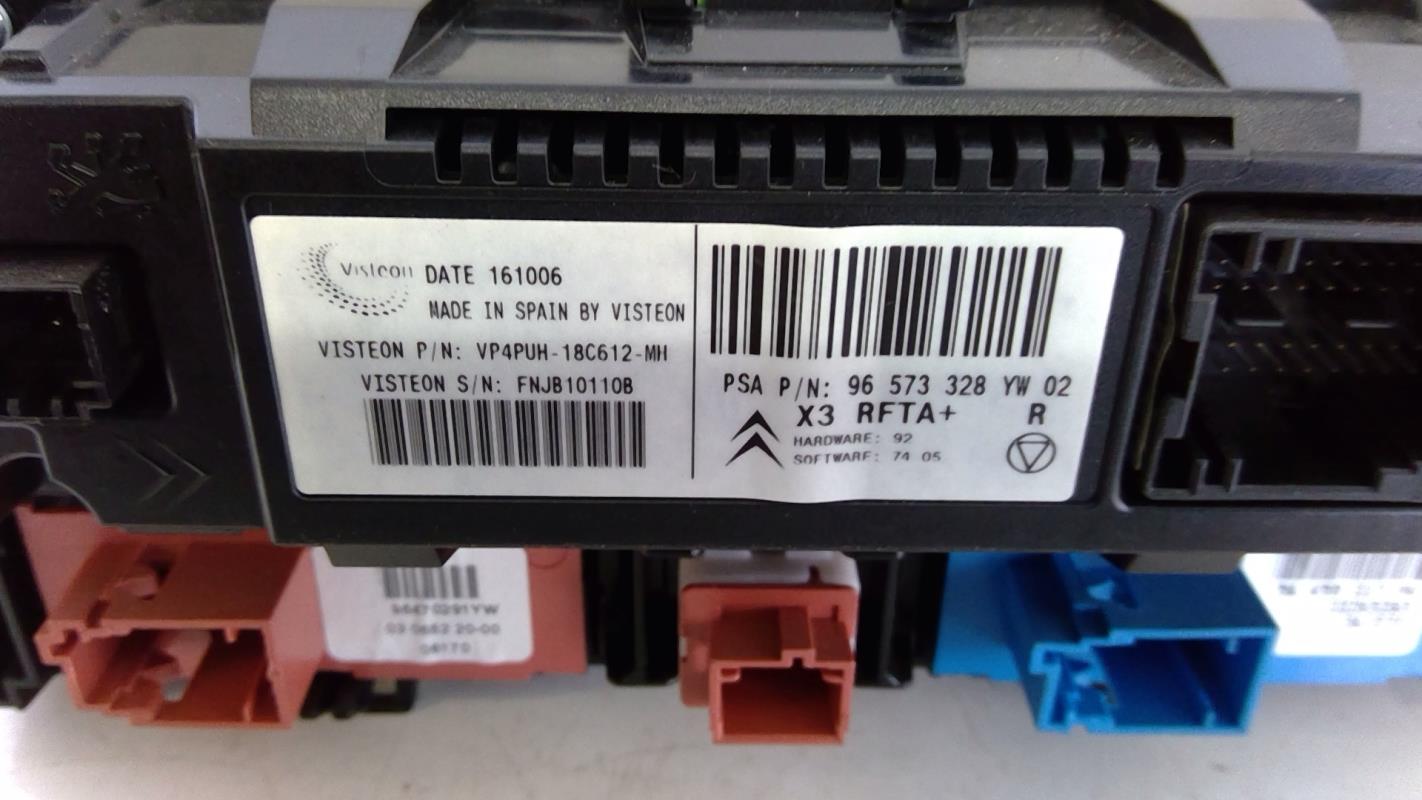 Visteon DATE 161006
MADE IN SPAIN BY VISTEON
VISTEON P/N: VP4PUH-18C612-MH
VISTEON S/N: FNJB10110B
PSA P/N: 96 573 328 YW 02
X3 RFTA+ R
HARDWARE: 92
SOFTWARE: 74 05